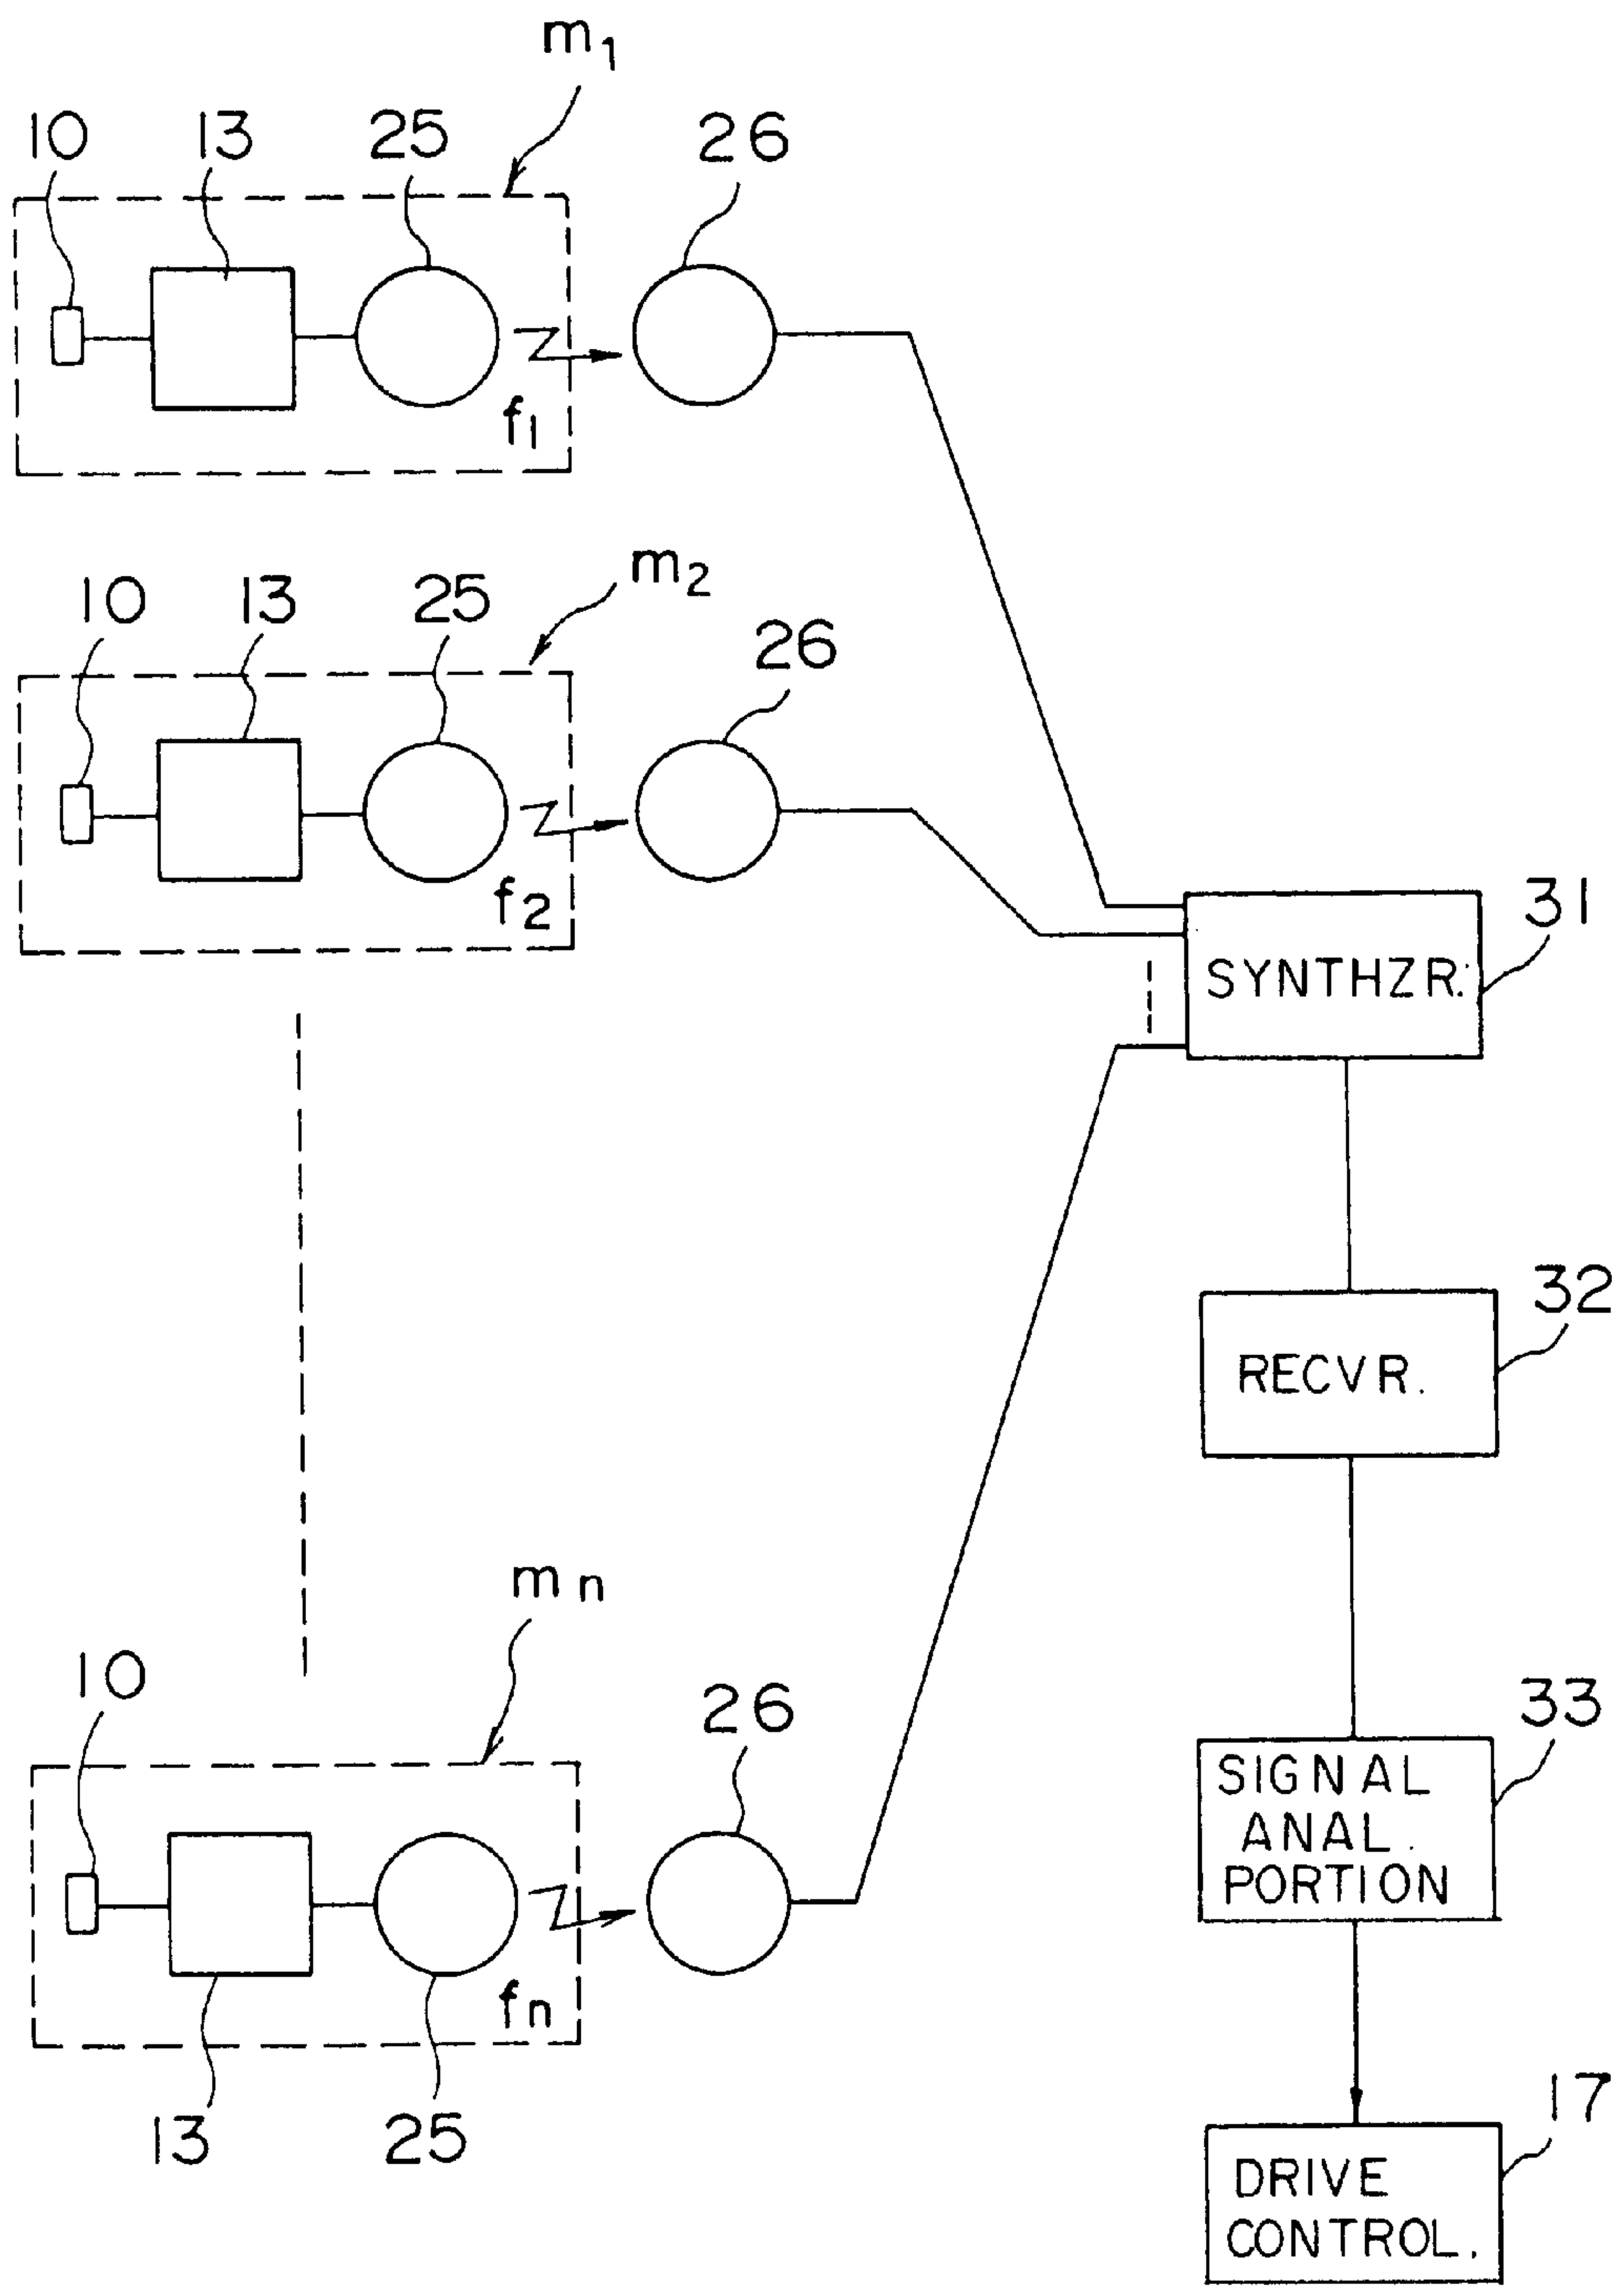 m1
10 13 25 26
f1
m2
10 13 25 26
f2
31
SYNTHZR.
32
RECVR.
mn
10 26
33
SIGNAL
ANAL.
PORTION
fn
13 25
17
DRIVE
CONTROL.